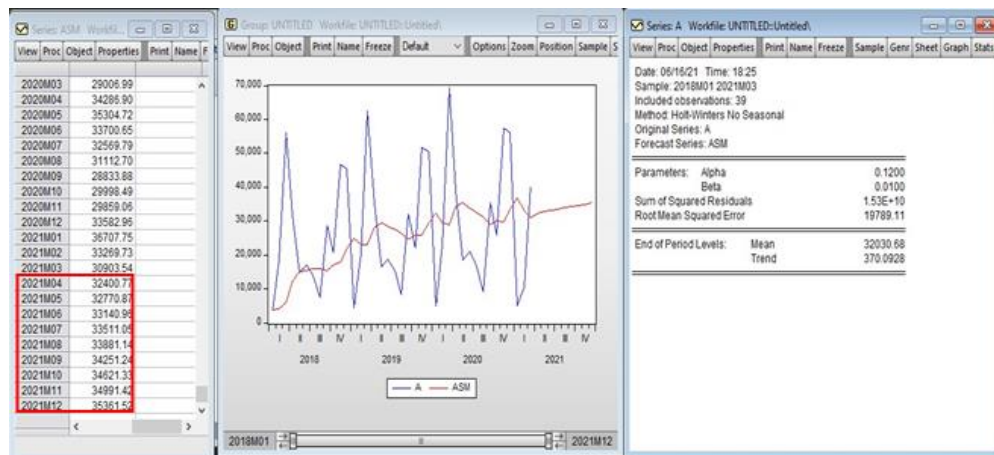 Series: ASM Workfil...
View Proc Object Properties Print Name F
2020M03 29006.99
2020M04 34286.90
2020M05 35304.72
2020M06 33700.65
2020M07 32569.79
2020M08 31112.70
2020M09 28833.88
2020M10 29998.49
2020M11 29859.06
2020M12 33582.96
2021M01 36707.75
2021M02 33269.73
2021M03 30903.54
2021M04 32400.77
2021M05 32770.87
2021M06 33140.96
2021M07 33511.05
2021M08 33881.14
2021M09 34251.24
2021M10 34621.33
2021M11 34991.42
2021M12 35361.52
G Group: UNTITLED Workfile: UNTITLED::Untitled\
View Proc Object Print Name Freeze Default Options Zoom Position Sample S
70,000
60,000
50,000
40,000
30,000
20,000
10,000
0
I II III IV I II III IV I II III IV I II III IV
2018 2019 2020 2021
A ASM
2018M01 2021M12
Series: A Workfile: UNTITLED::Untitled\
View Proc Object Properties Print Name Freeze Sample Genr Sheet Graph Stats
Date: 06/16/21 Time: 18:25
Sample: 2018M01 2021M03
Included observations: 39
Method: Holt-Winters No Seasonal
Original Series: A
Forecast Series: ASM
Parameters: Alpha 0.1200
Beta 0.0100
Sum of Squared Residuals 1.53E+10
Root Mean Squared Error 19789.11
End of Period Levels: Mean 32030.68
Trend 370.0928